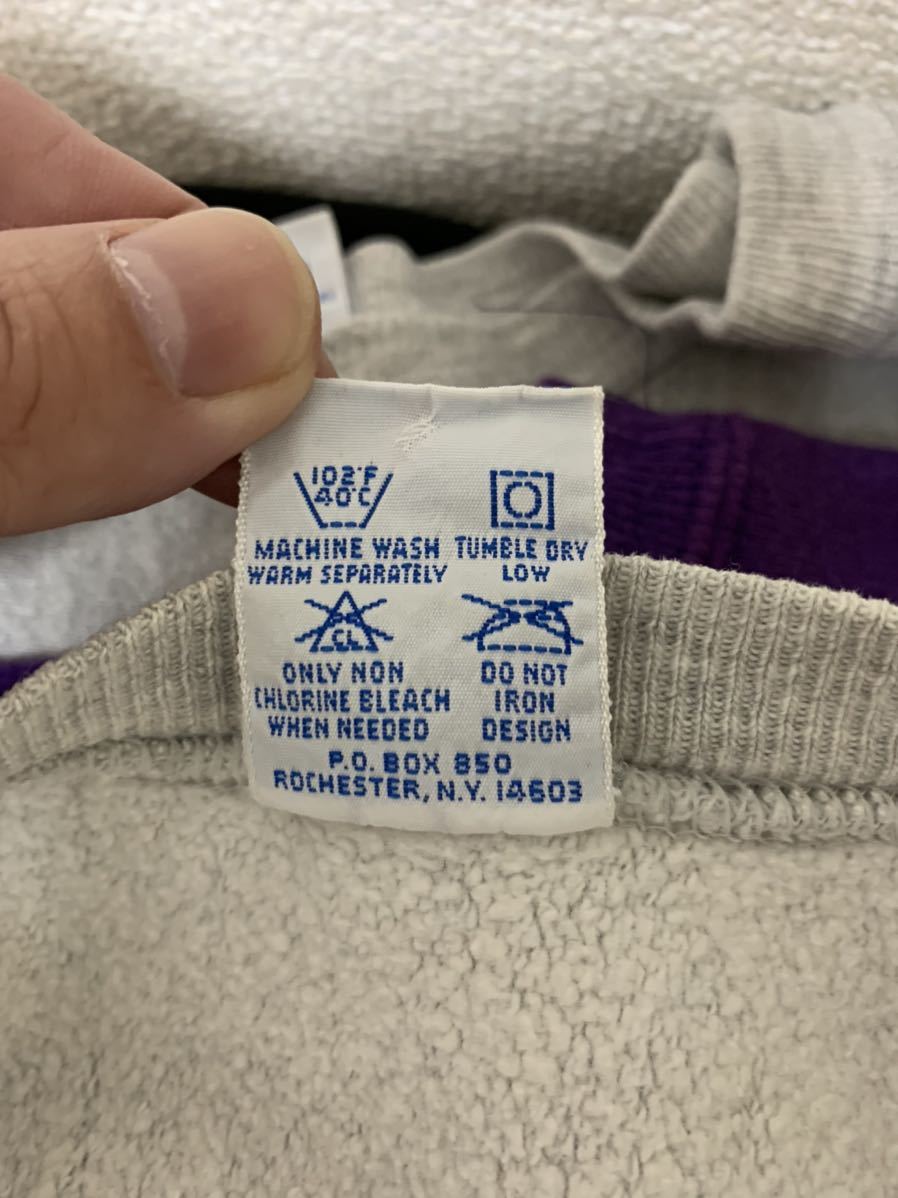 102°F
40°C
MACHINE WASH
WARM SEPARATELY
TUMBLE DRY
LOW
CL
ONLY NON
CHLORINE BLEACH
WHEN NEEDED
DO NOT
IRON
DESIGN
P.O. BOX 850
ROCHESTER, N.Y. 14603